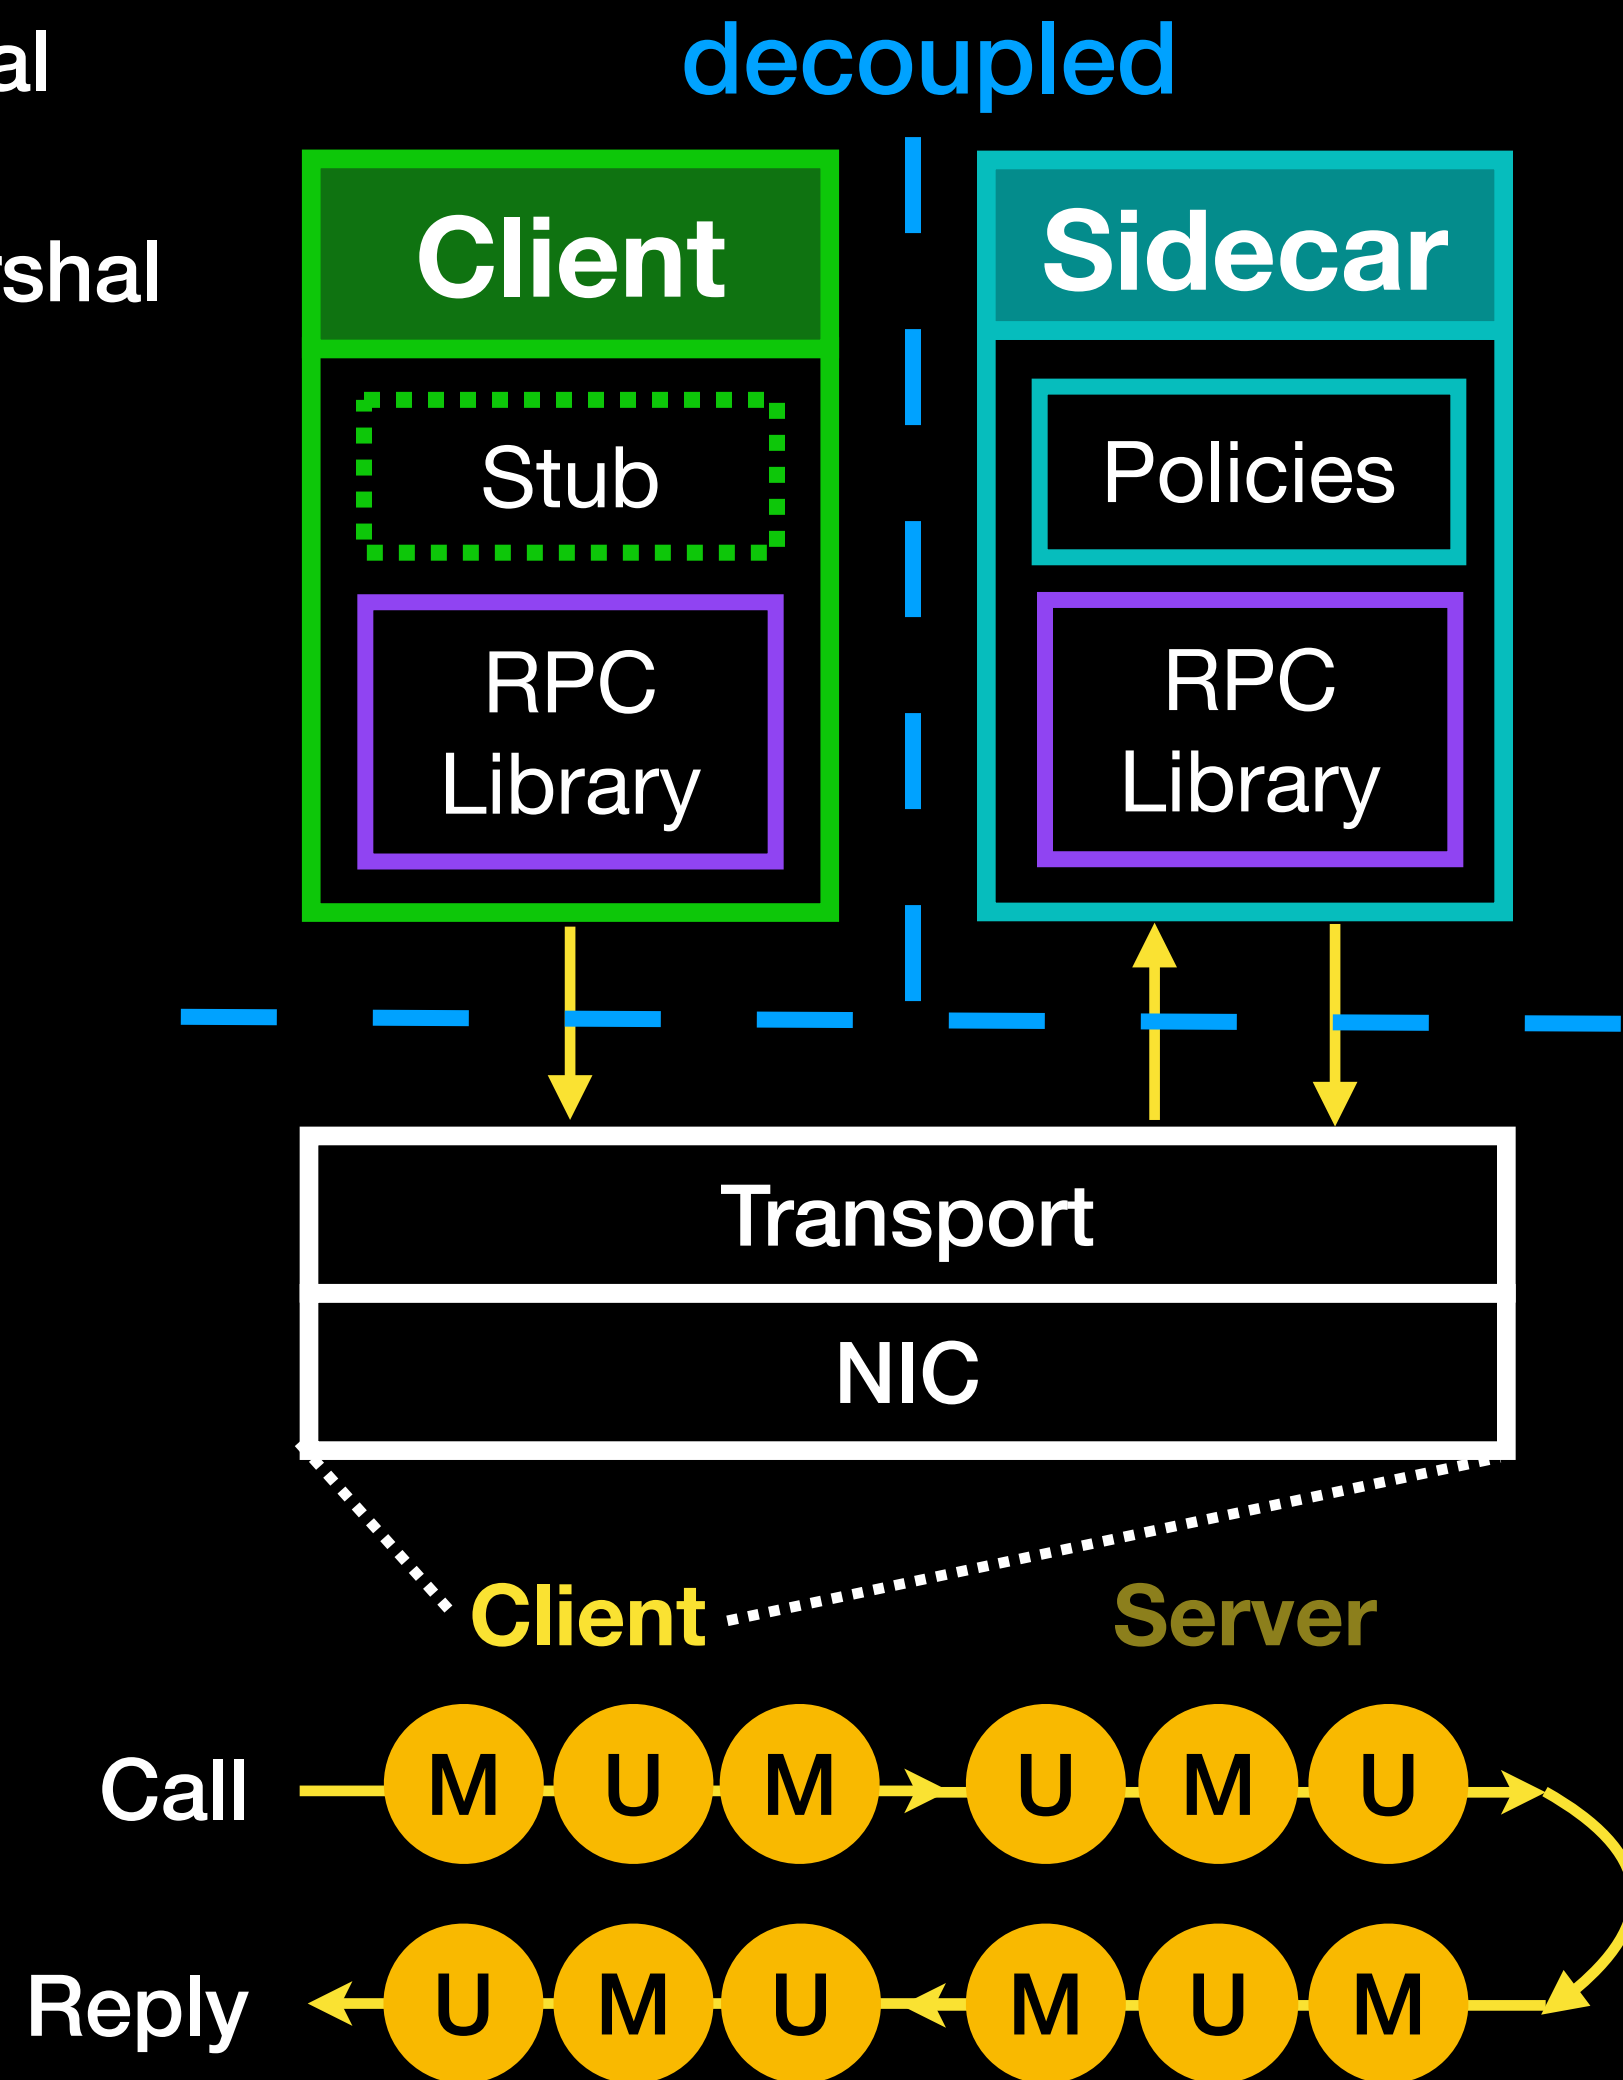 al
decoupled
rshal
Client
Sidecar
Stub
Policies
RPC
Library
RPC
Library
Transport
NIC
Client
Server
Call
M U M U M U
Reply
U M U M U M